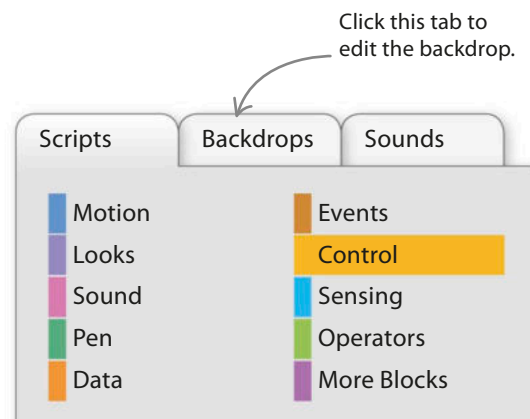 Click this tab to
edit the backdrop.
Scripts
Backdrops
Sounds
Motion
Events
Looks
Control
Sound
Sensing
Pen
Operators
Data
More Blocks